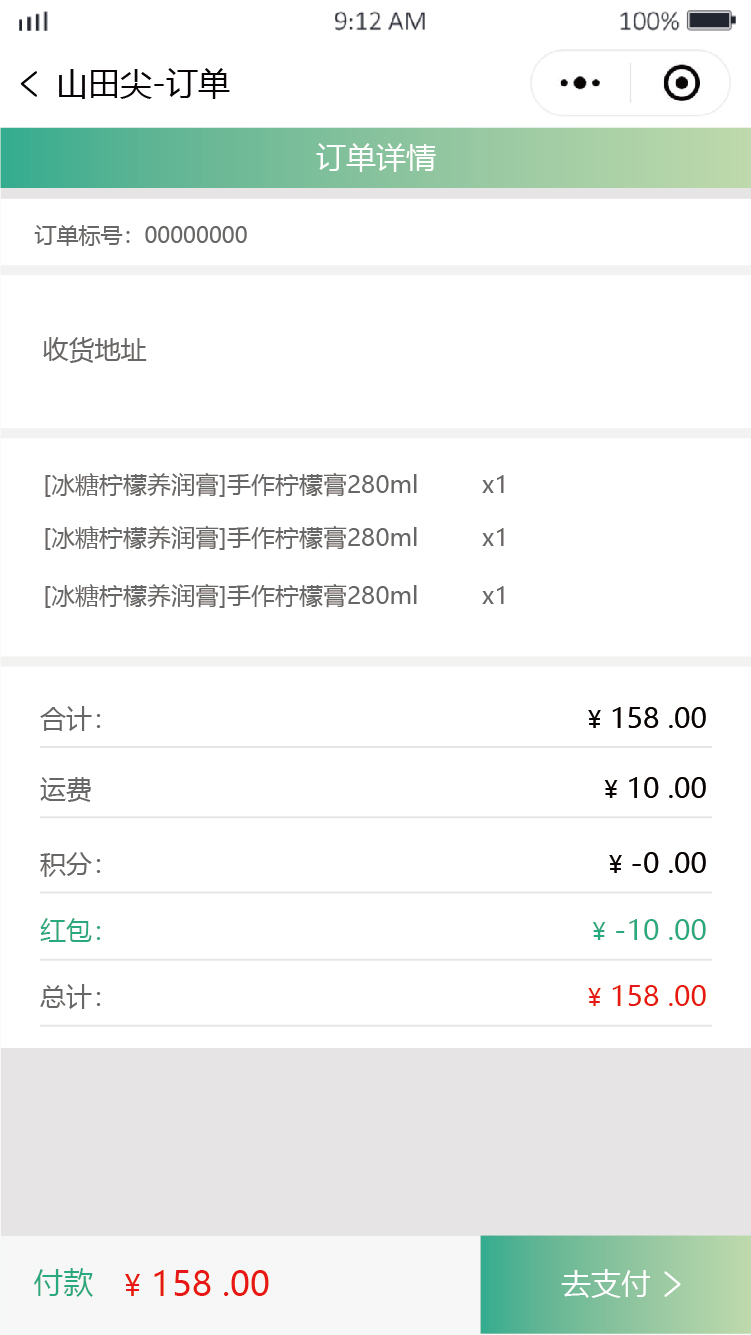 9:12 AM 100%
山田尖-订单
订单详情
订单标号：00000000
收货地址
[冰糖柠檬养润膏]手作柠檬膏280ml x1
[冰糖柠檬养润膏]手作柠檬膏280ml x1
[冰糖柠檬养润膏]手作柠檬膏280ml x1
合计： ¥ 158 .00
运费 ¥ 10 .00
积分： ¥ -0 .00
红包： ¥ -10 .00
总计： ¥ 158 .00
付款 ¥ 158 .00 去支付